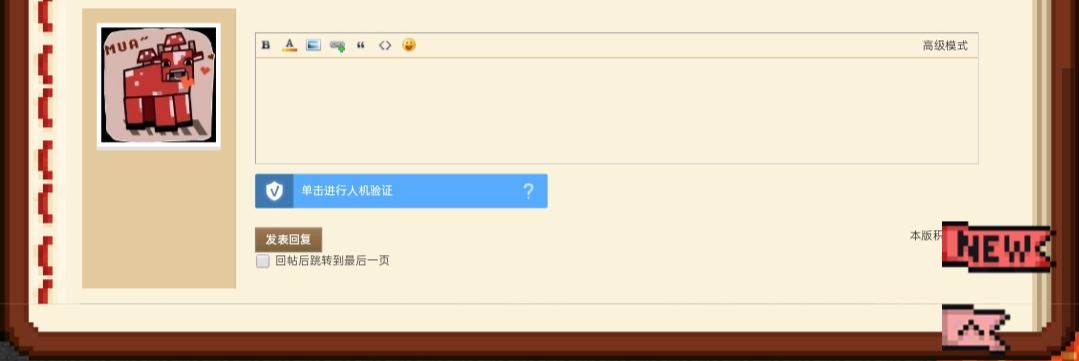 MUA~
B A “ <> 高级模式
单击进行人机验证 ?
发表回复
本版积
NEW
回帖后跳转到最后一页